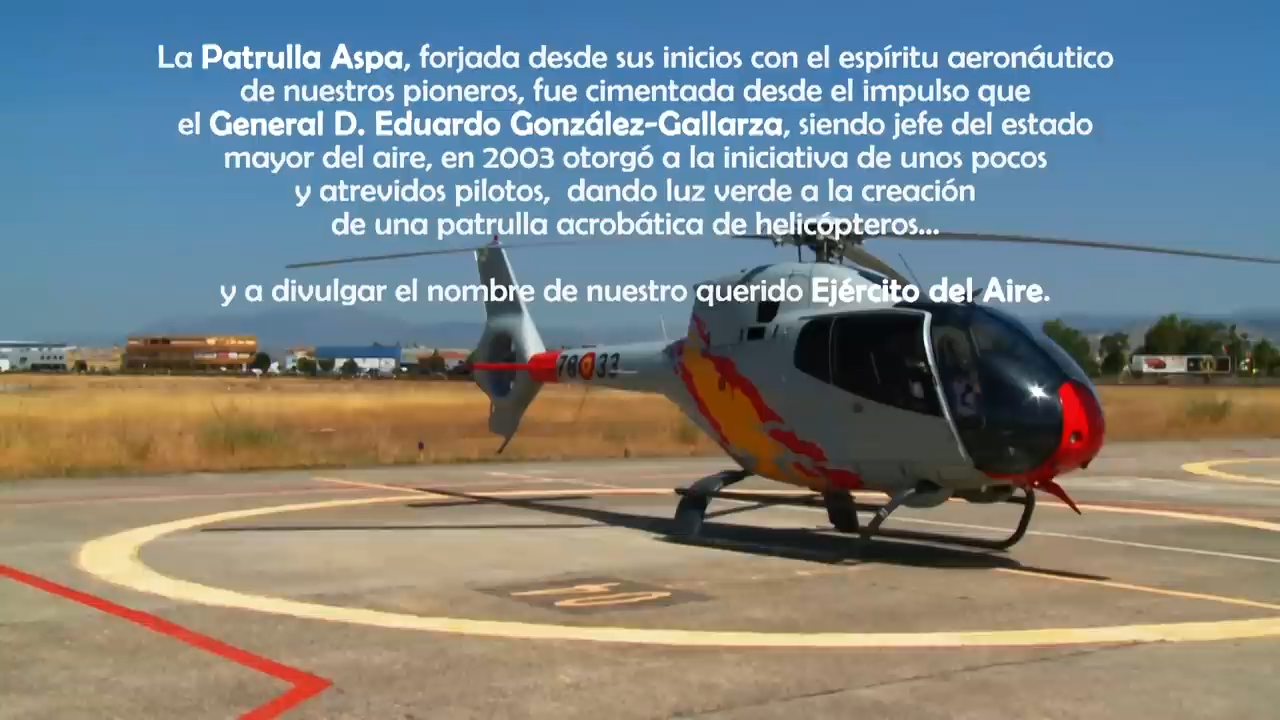 La Patrulla Aspa, forjada desde sus inicios con el espíritu aeronáutico
de nuestros pioneros, fue cimentada desde el impulso que
el General D. Eduardo González-Gallarza, siendo jefe del estado
mayor del aire, en 2003 otorgó a la iniciativa de unos pocos
y atrevidos pilotos,  dando luz verde a la creación
de una patrulla acrobática de helicópteros...
y a divulgar el nombre de nuestro querido Ejército del Aire.
78 33